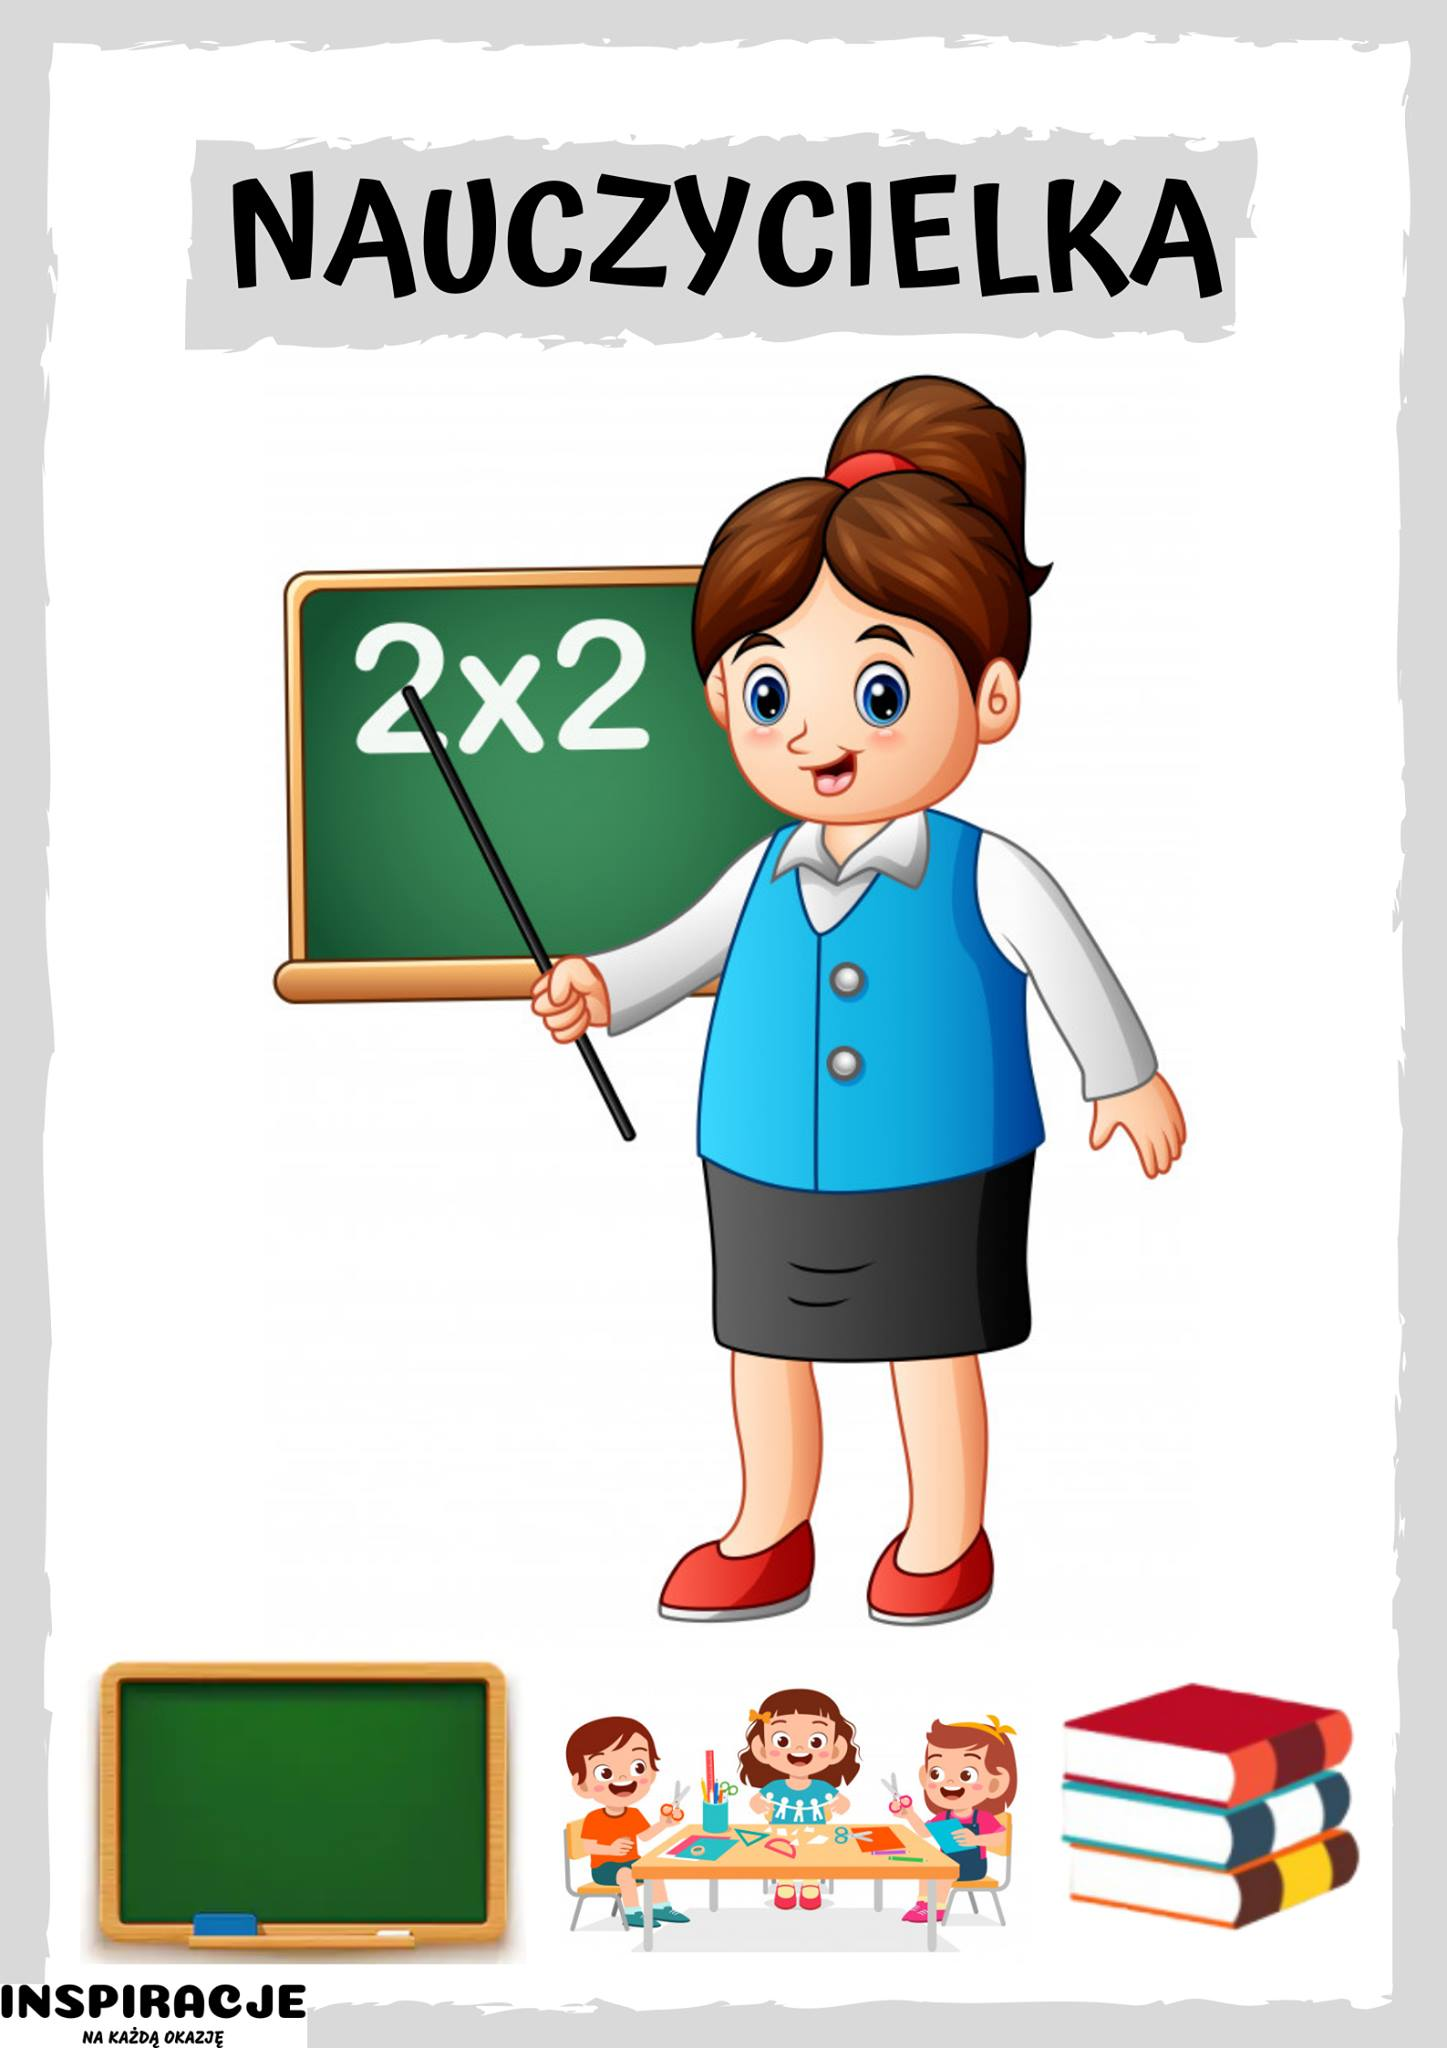 NAUCZYCIELKA
2x2
INSPIRACJE
NA KAŻDĄ OKAZJĘ